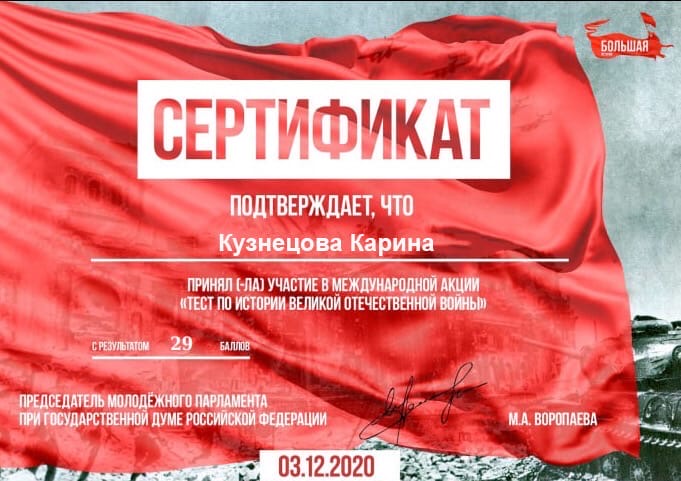 БОЛЬШАЯ
СЕРТИФИКАТ
ПОДТВЕРЖДАЕТ, ЧТО
Кузнецова Карина
ПРИНЯЛ (-ЛА) УЧАСТИЕ В МЕЖДУНАРОДНОЙ АКЦИИ
«ТЕСТ ПО ИСТОРИИ ВЕЛИКОЙ ОТЕЧЕСТВЕННОЙ ВОЙНЫ»
С РЕЗУЛЬТАТОМ 29 БАЛЛОВ
ПРЕДСЕДАТЕЛЬ МОЛОДЁЖНОГО ПАРЛАМЕНТА
ПРИ ГОСУДАРСТВЕННОЙ ДУМЕ РОССИЙСКОЙ ФЕДЕРАЦИИ
М.А. ВОРОПАЕВА
03.12.2020